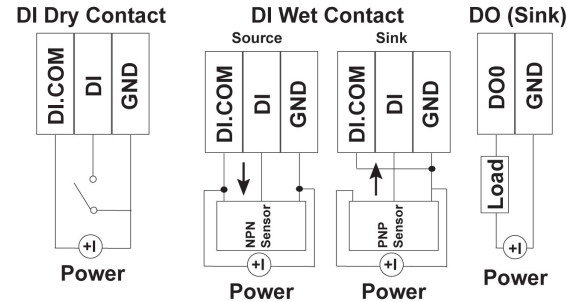 DI Dry Contact
DI.COM
DI
GND
+-
Power
DI Wet Contact
Source
DI.COM
DI
GND
NPN
Sensor
+-
Power
Sink
DI.COM
DI
GND
PNP
Sensor
+-
Power
DO (Sink)
DO0
GND
Load
+-
Power